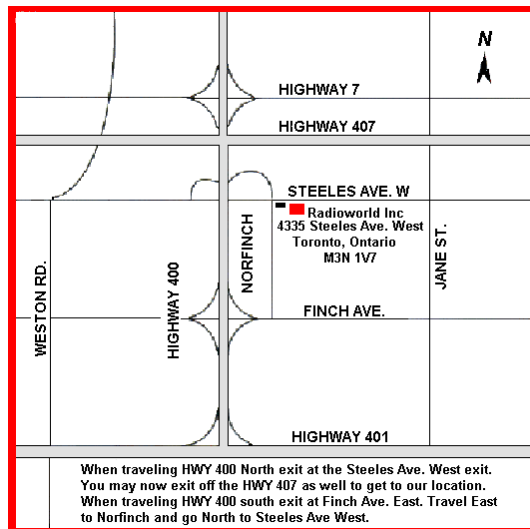 N
HIGHWAY 7
HIGHWAY 407
STEELES AVE. W
Radioworld Inc
4335 Steeles Ave. West
Toronto, Ontario
M3N 1V7
WESTON RD.
HIGHWAY 400
NORFINCH
JANE ST.
FINCH AVE.
HIGHWAY 401
When traveling HWY 400 North exit at the Steeles Ave. West exit.
You may now exit off the HWY 407 as well to get to our location.
When traveling HWY 400 south exit at Finch Ave. East. Travel East
to Norfinch and go North to Steeles Ave West.